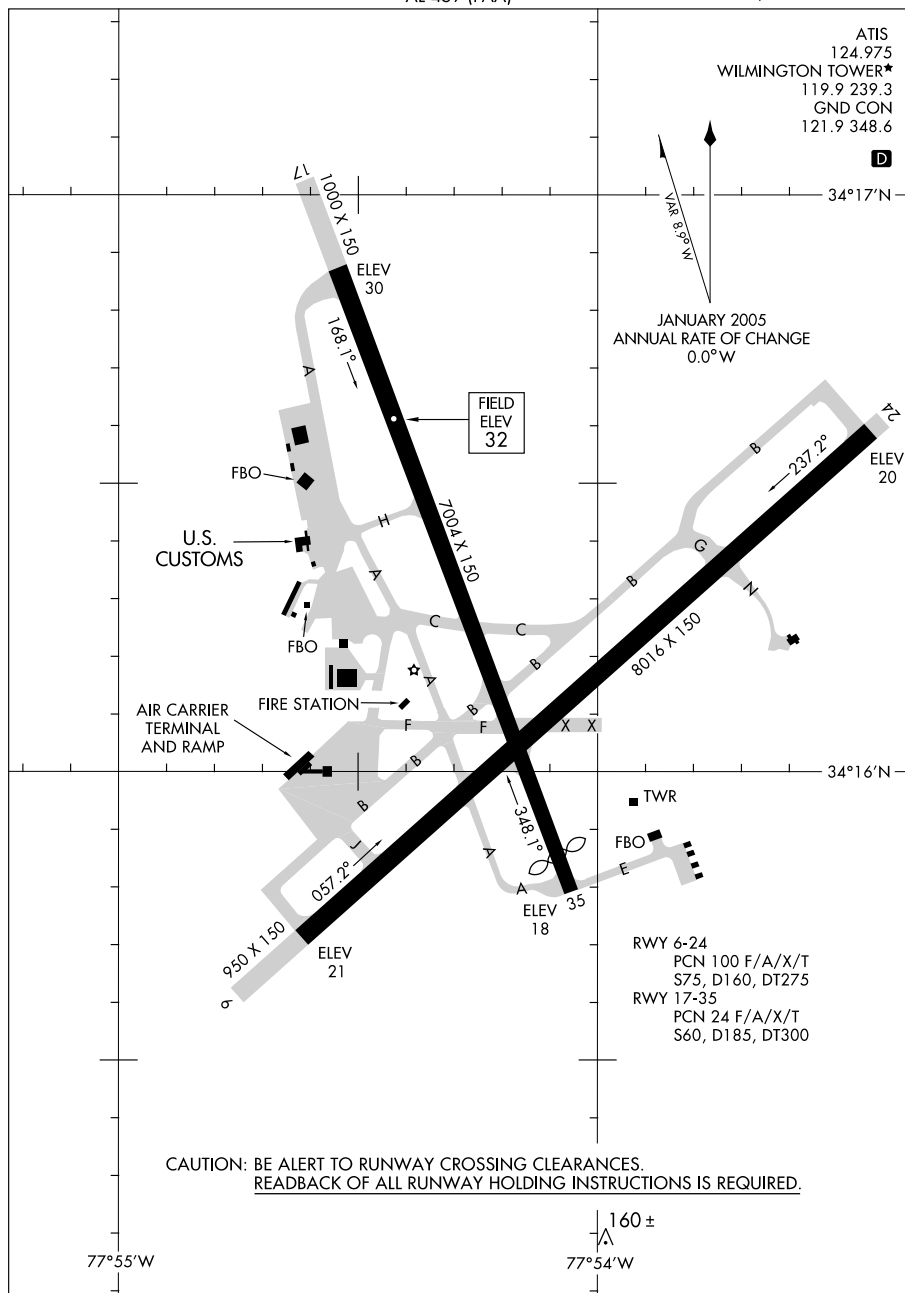 AL-459 (FAA)
ATIS
124.975
WILMINGTON TOWER★
119.9 239.3
GND CON
121.9 348.6
D
17
1000 X 150
34°17'N
VAR 8.9° W
ELEV
30
JANUARY 2005
ANNUAL RATE OF CHANGE
0.0° W
168.1°
A
FIELD
ELEV
32
24
B
237.2°
ELEV
20
FBO
7004 X 150
H
U.S.
CUSTOMS
G
A
B
N
C
C
FBO
8016 X 150
B
A
FIRE STATION
B
AIR CARRIER
TERMINAL
AND RAMP
F
F
X
X
B
34°16'N
B
TWR
348.1°
J
FBO
A
057.2°
E
A
35
ELEV
18
950 X 150
ELEV
21
6
RWY 6-24
PCN 100 F/A/X/T
S75, D160, DT275
RWY 17-35
PCN 24 F/A/X/T
S60, D185, DT300
CAUTION: BE ALERT TO RUNWAY CROSSING CLEARANCES.
READBACK OF ALL RUNWAY HOLDING INSTRUCTIONS IS REQUIRED.
160 ±
77°55'W
77°54'W